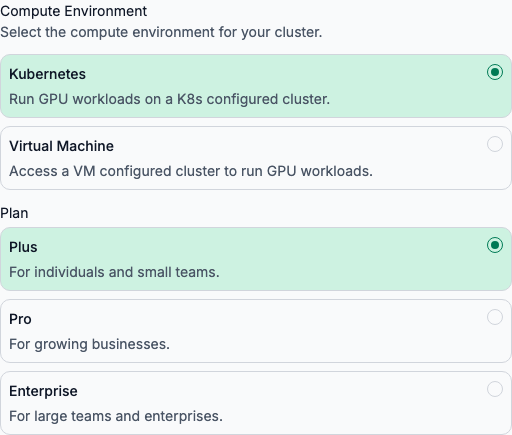 Compute Environment
Select the compute environment for your cluster.
Kubernetes
Run GPU workloads on a K8s configured cluster.
Virtual Machine
Access a VM configured cluster to run GPU workloads.
Plan
Plus
For individuals and small teams.
Pro
For growing businesses.
Enterprise
For large teams and enterprises.